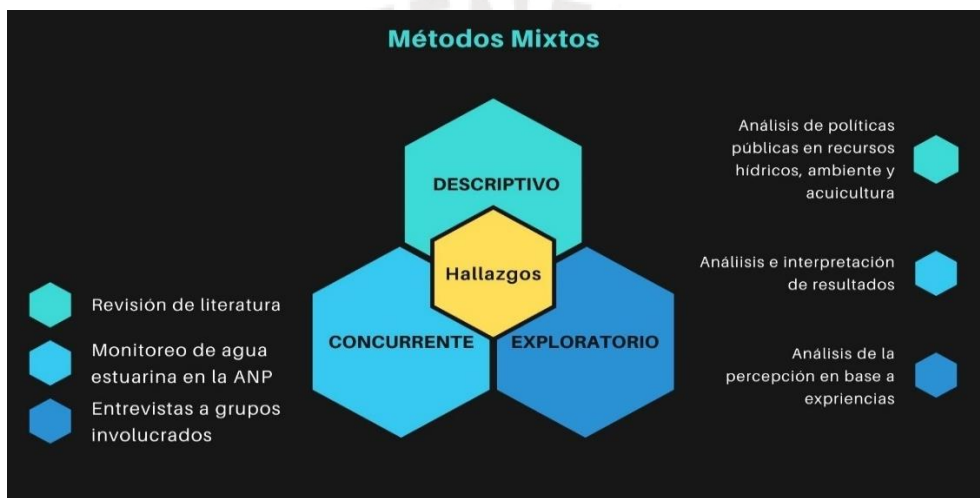 Métodos Mixtos
DESCRIPTIVO
Hallazgos
CONCURRENTE
EXPLORATORIO
Revisión de literatura
Monitoreo de agua
estuarina en la ANP
Entrevistas a grupos
involucrados
Análisis de políticas
públicas en recursos
hídricos, ambiente y
acuicultura
Análiisis e interpretación
de resultados
Análisis de la
percepción en base a
expriencias